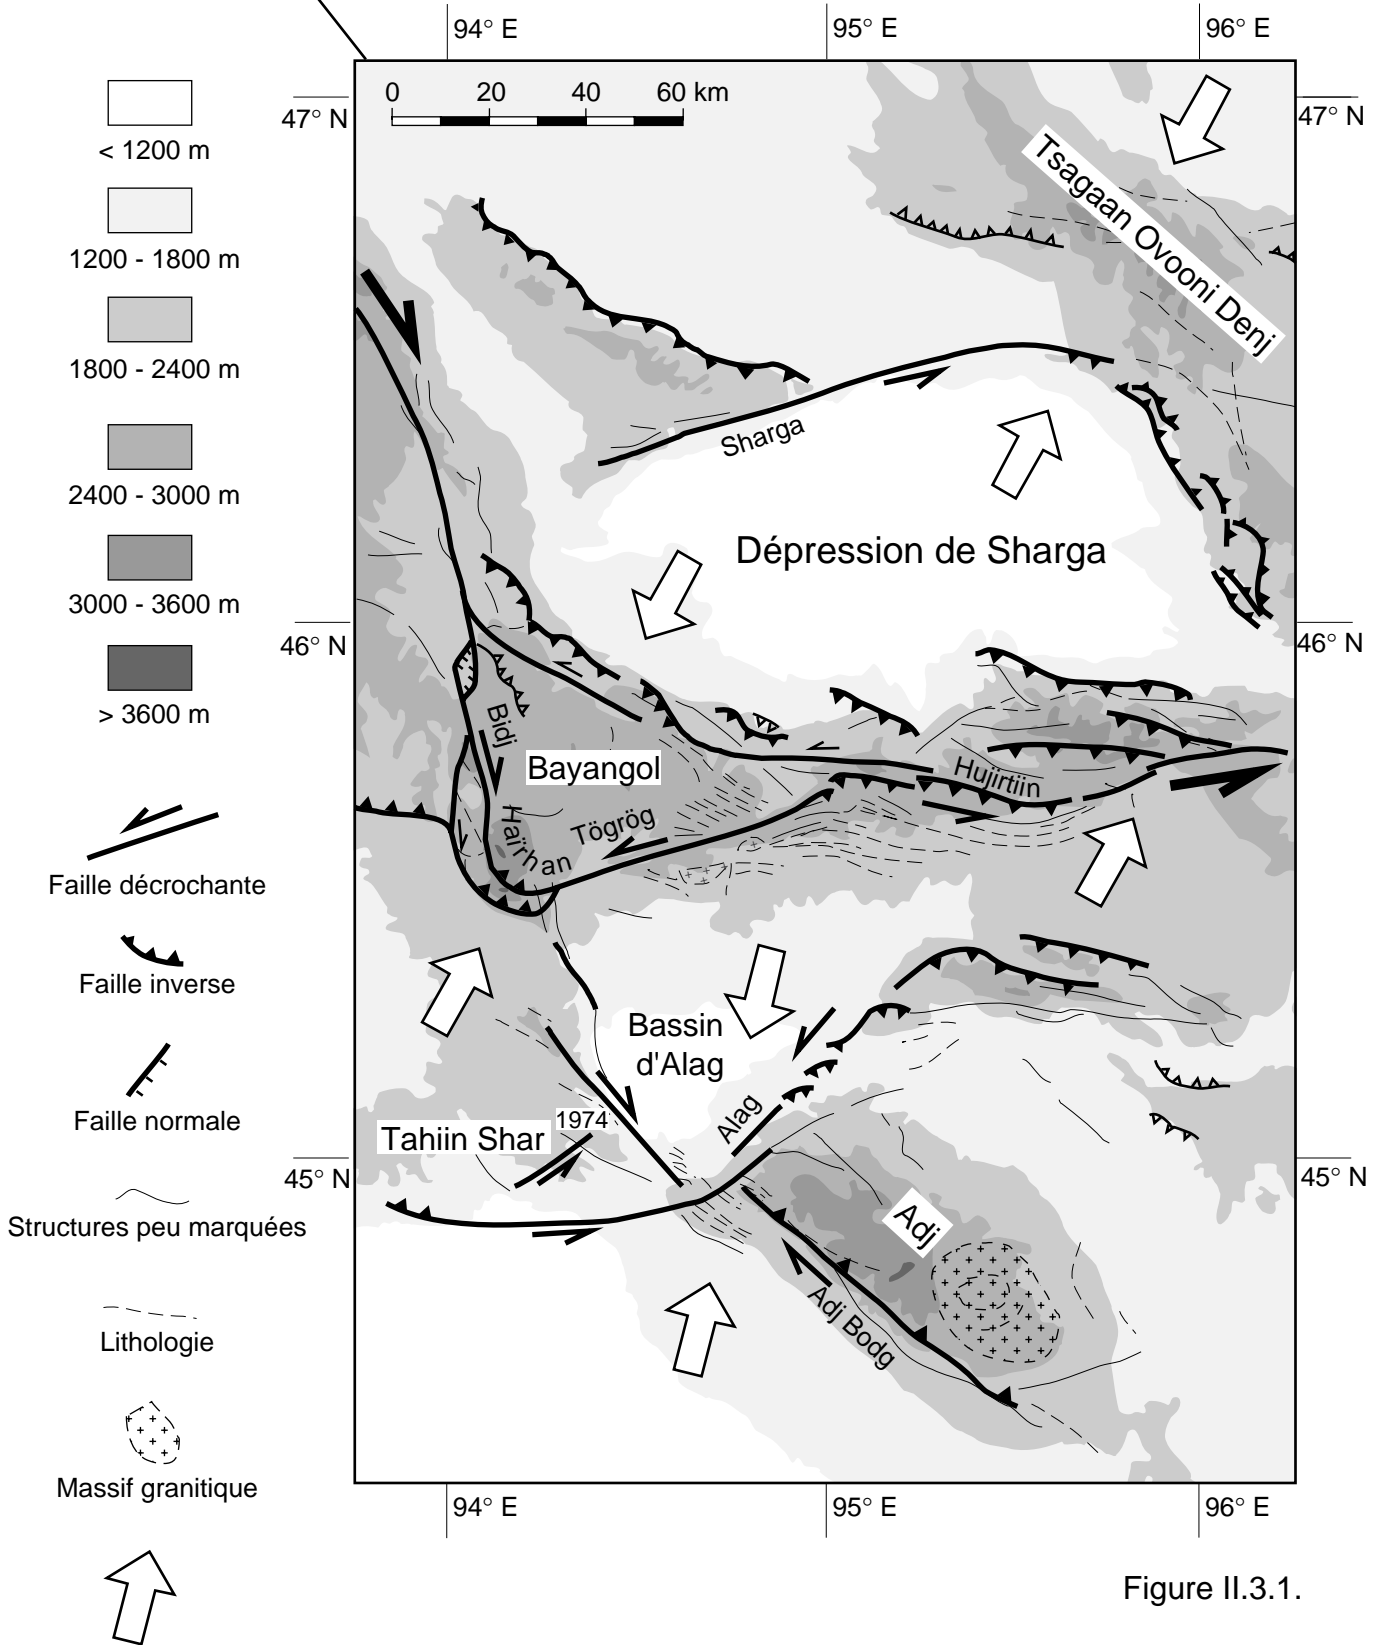 94° E
95° E
96° E
47° N
47° N
0 20 40 60 km
< 1200 m
1200 - 1800 m
1800 - 2400 m
2400 - 3000 m
3000 - 3600 m
> 3600 m
Faille décrochante
Faille inverse
Faille normale
Structures peu marquées
Lithologie
Massif granitique
Tsagaan Ovooni Denj
Sharga
Dépression de Sharga
46° N
46° N
Bidj
Bayangol
Hujirtiin
Haïrhan
Tögrög
Bassin
d'Alag
Alag
1974
Tahiin Shar
45° N
45° N
Adj
Adj Bodg
94° E
95° E
96° E
Figure II.3.1.